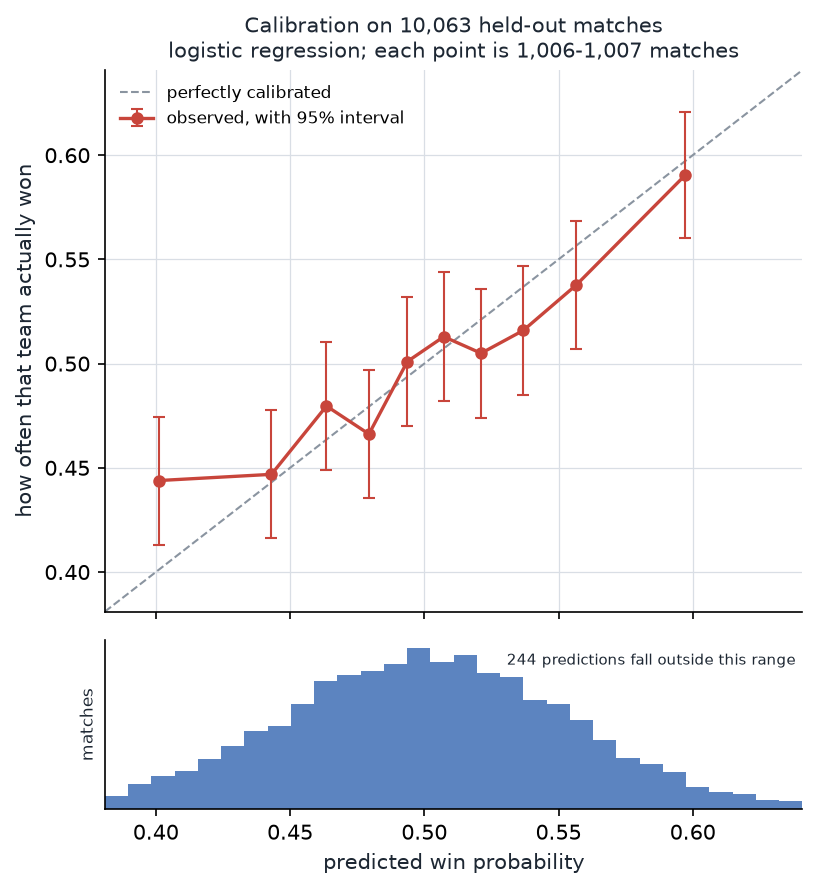 Calibration on 10,063 held-out matches
logistic regression; each point is 1,006-1,007 matches
perfectly calibrated
observed, with 95% interval
how often that team actually won
0.60
0.55
0.50
0.45
0.40
244 predictions fall outside this range
matches
0.40 0.45 0.50 0.55 0.60
predicted win probability